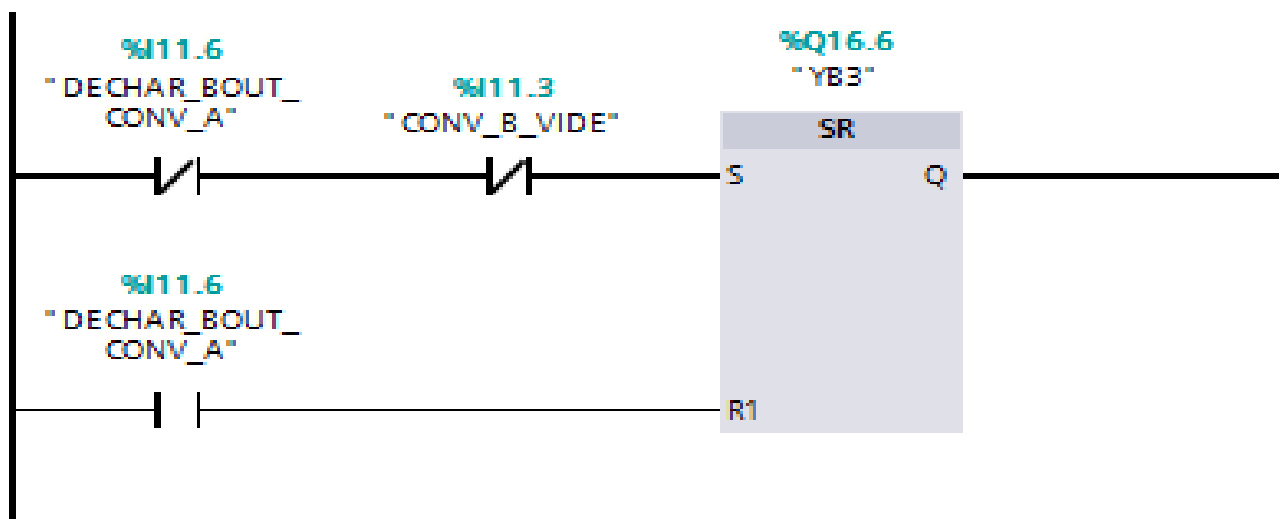 %I11.6
"DECHAR_BOUT_
CONV_A"
%I11.3
"CONV_B_VIDE"
%Q16.6
"YB3"
SR
S
Q
%I11.6
"DECHAR_BOUT_
CONV_A"
R1